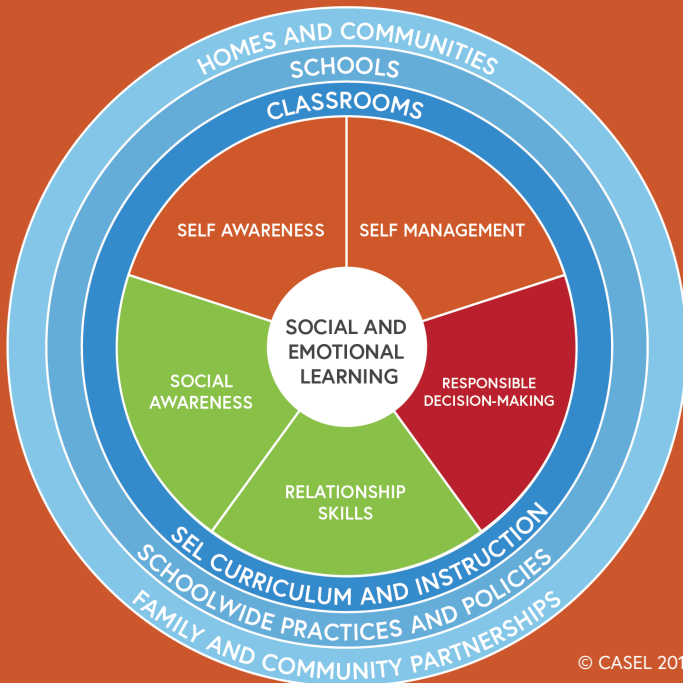 HOMES AND COMMUNITIES
SCHOOLS
CLASSROOMS
SELF AWARENESS
SELF MANAGEMENT
SOCIAL AND
EMOTIONAL
LEARNING
SOCIAL
AWARENESS
RESPONSIBLE
DECISION-MAKING
RELATIONSHIP
SKILLS
SEL CURRICULUM AND INSTRUCTION
SCHOOLWIDE PRACTICES AND POLICIES
FAMILY AND COMMUNITY PARTNERSHIPS
© CASEL